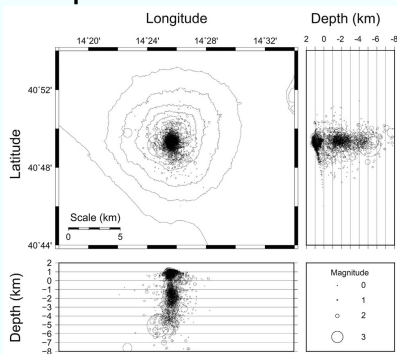 Longitude
Depth (km)
14˚20' 14˚24' 14˚28' 14˚32'
2 0 -2 -4 -6 -8
40˚52'
Latitude
40˚48'
Scale (km)
0 5
40˚44'
Depth (km)
2
1
0
-1
-2
-3
-4
-5
-6
-7
-8
Magnitude
0
1
2
3